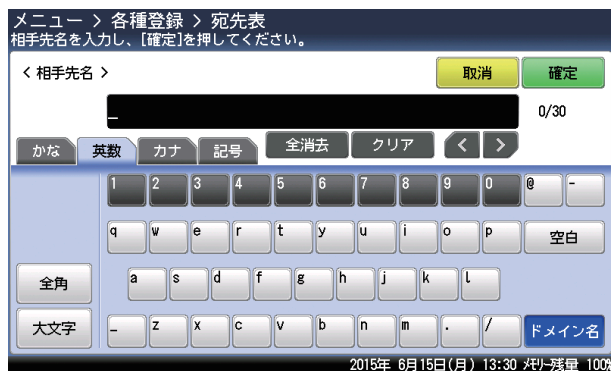 メニュー > 各種登録 > 宛先表
相手先名を入力し、[確定]を押してください。
< 相手先名 >
取消
確定
_
0/30
かな
英数
カナ
記号
全消去
クリア
<
>
1 2 3 4 5 6 7 8 9 0 @ -
q w e r t y u i o p 空白
全角
a s d f g h j k l
大文字
_ z x c v b n m . / ドメイン名
2015年 6月15日(月) 13:30 メモリー残量 100%